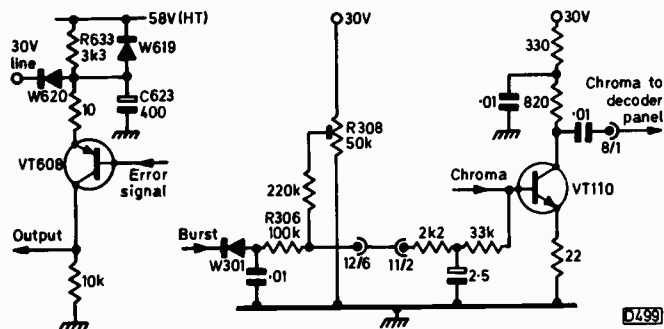 58V(HT)
R633
3k3
W619
30V
line
W620
C623
400
10
VT608
Error
signal
Output
10k
30V
R308
50k
220k
R306
100k
Burst
W301
·01
12/6
11/2
2k2
33k
2·5
Chroma
30V
330
·01
820
Chroma to
decoder
panel
·01
8/1
VT110
22
D499